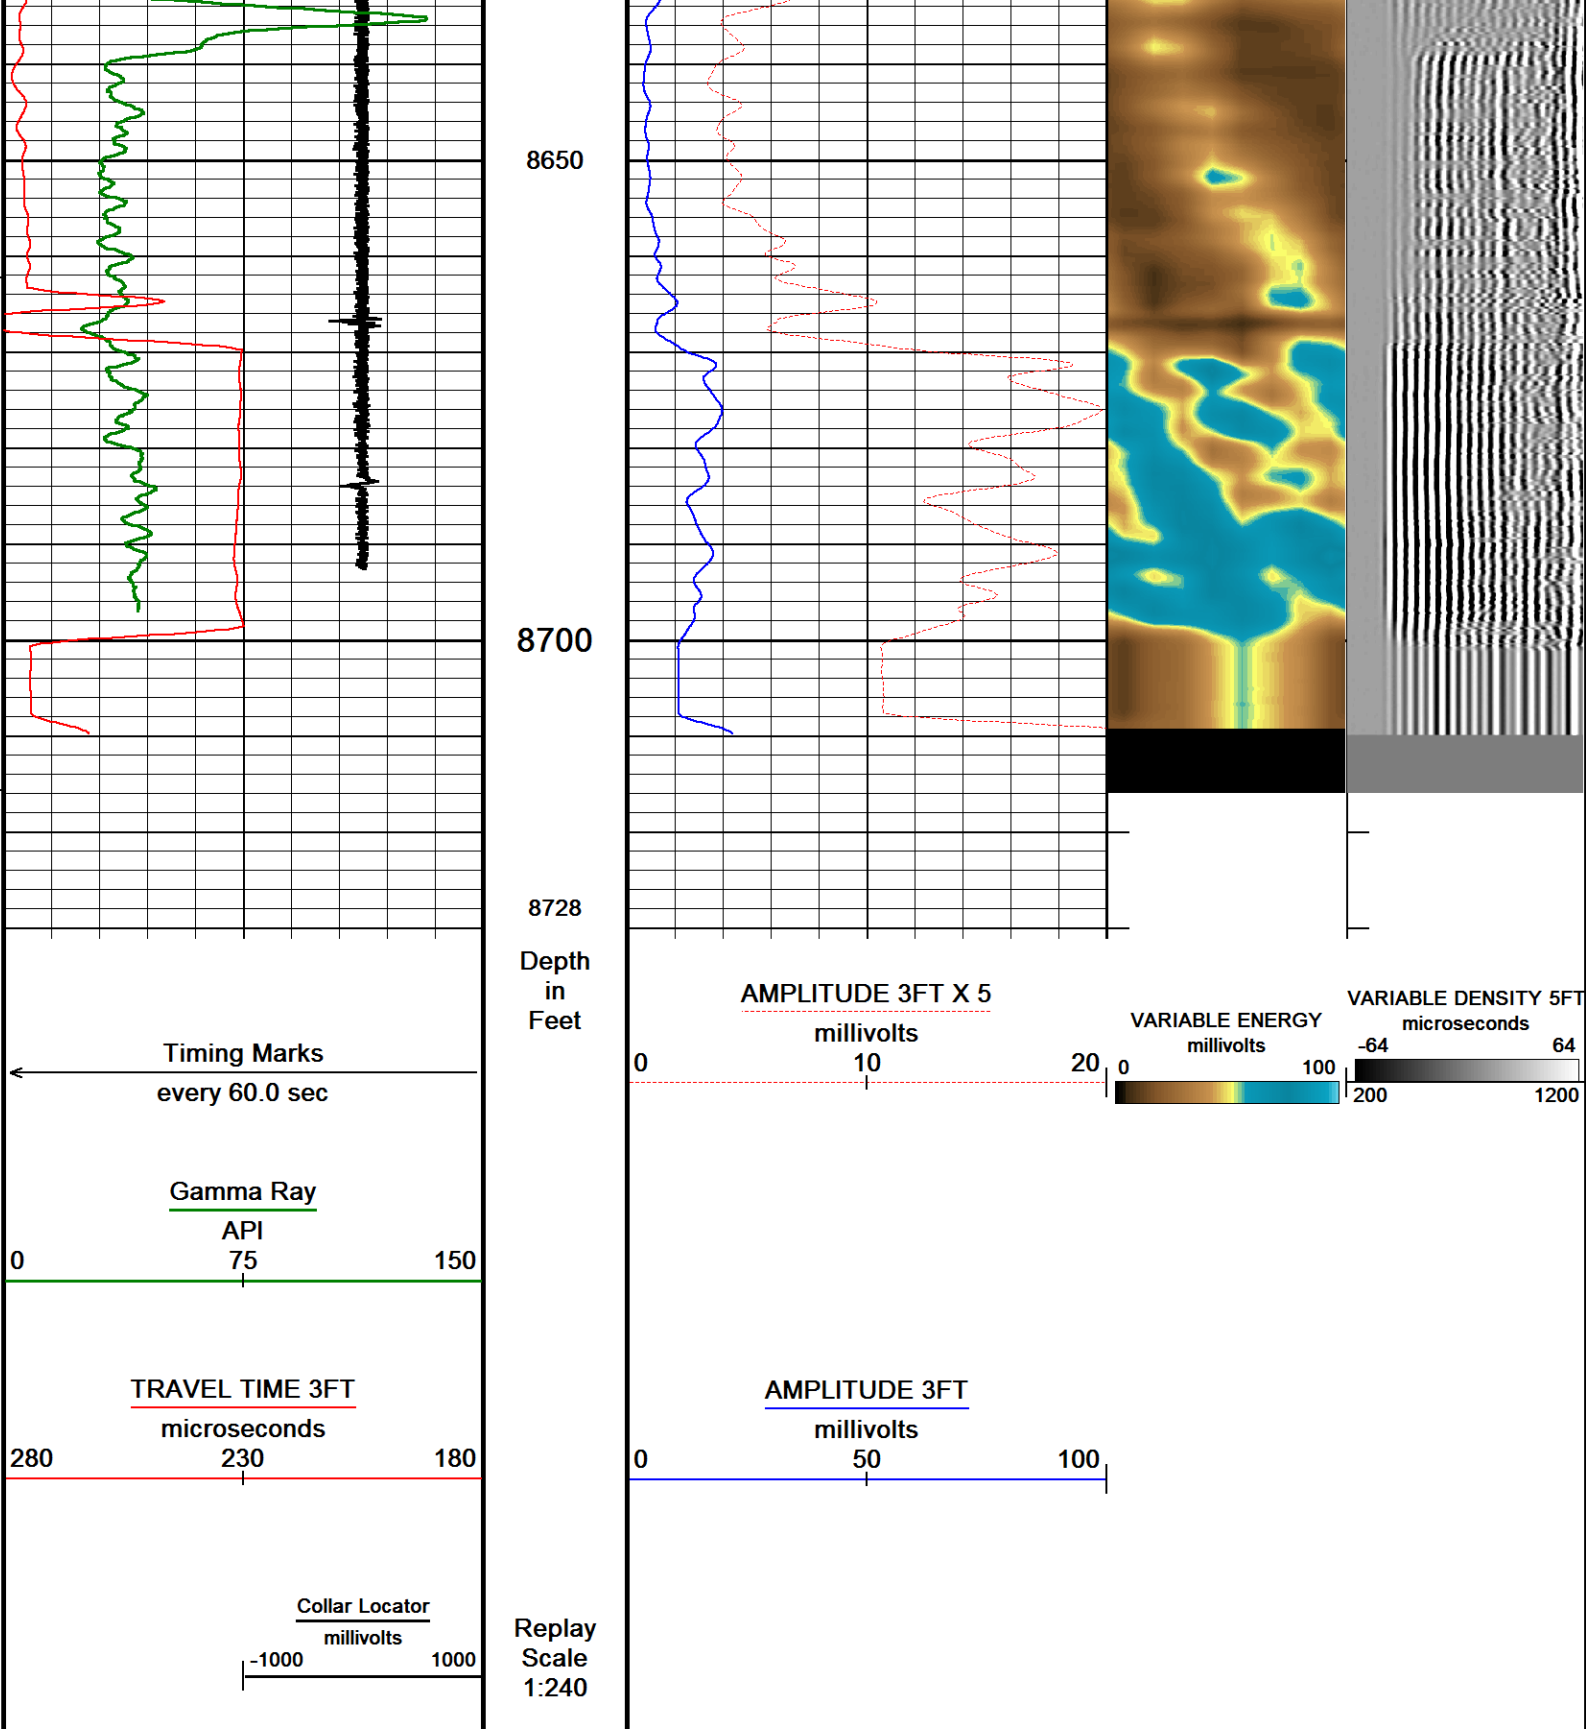 8650
8700
8728
Depth
in
Feet
AMPLITUDE 3FT X 5
millivolts
0 10 20
VARIABLE ENERGY
millivolts
0 100
VARIABLE DENSITY 5FT
microseconds
-64 64
200 1200
Timing Marks
every 60.0 sec
Gamma Ray
API
0 75 150
TRAVEL TIME 3FT
microseconds
280 230 180
AMPLITUDE 3FT
millivolts
0 50 100
Collar Locator
millivolts
-1000 1000
Replay
Scale
1:240